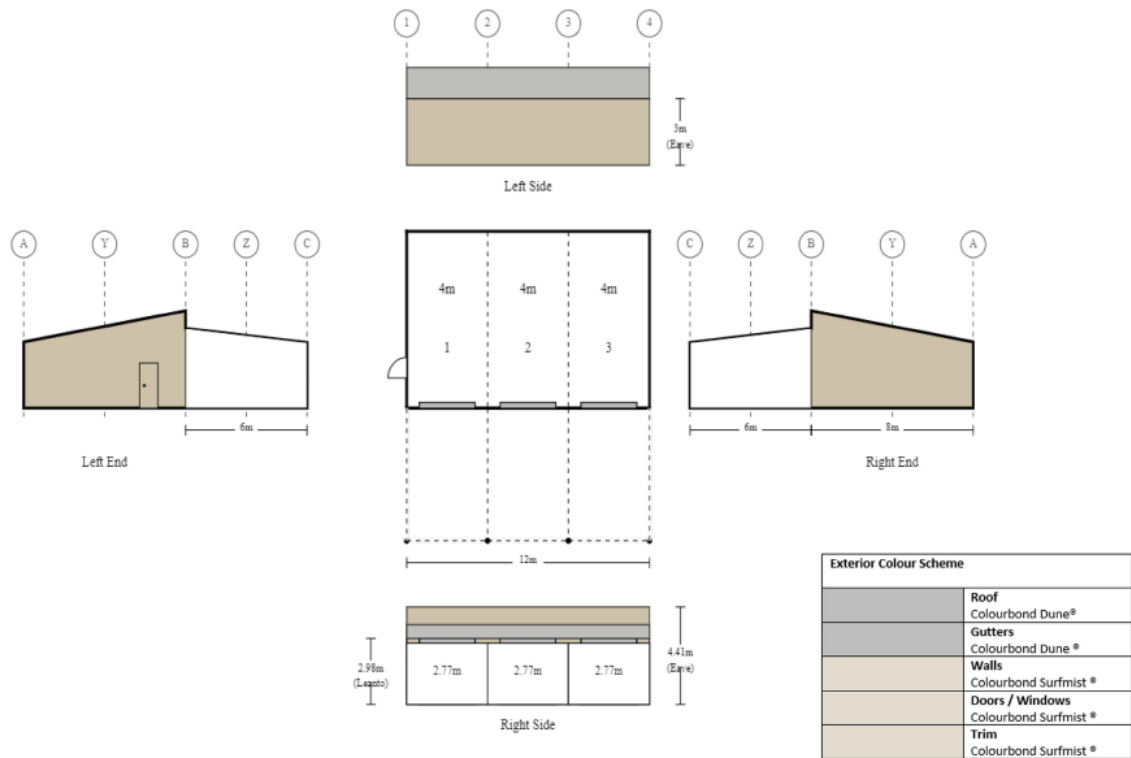 1 2 3 4
3m
(Eave)
Left Side
A Y B Z C
C Z B Y A
4m 4m 4m
1 2 3
6m
6m 8m
Left End
Right End
12m
Exterior Colour Scheme
Roof
Colourbond Dune®
Gutters
Colourbond Dune ®
Walls
Colourbond Surfmist ®
Doors / Windows
Colourbond Surfmist ®
Trim
Colourbond Surfmist ®
2.98m
(Leanto)
2.77m 2.77m 2.77m
4.41m
(Eave)
Right Side